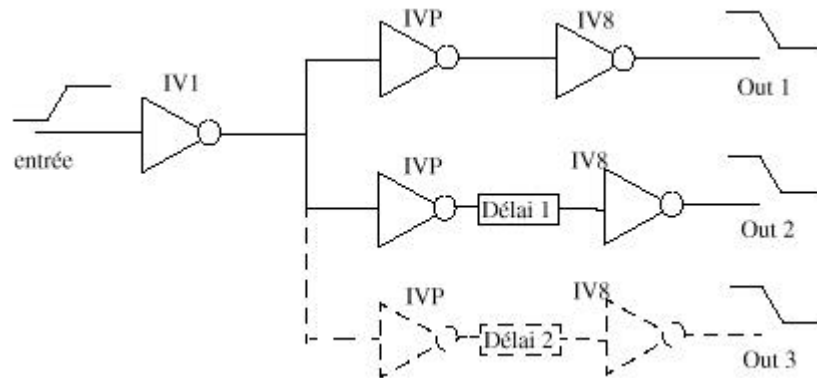 IVP
IV8
IV1
Out 1
entrée
IVP
IV8
Délai 1
Out 2
IVP
IV8
Délai 2
Out 3